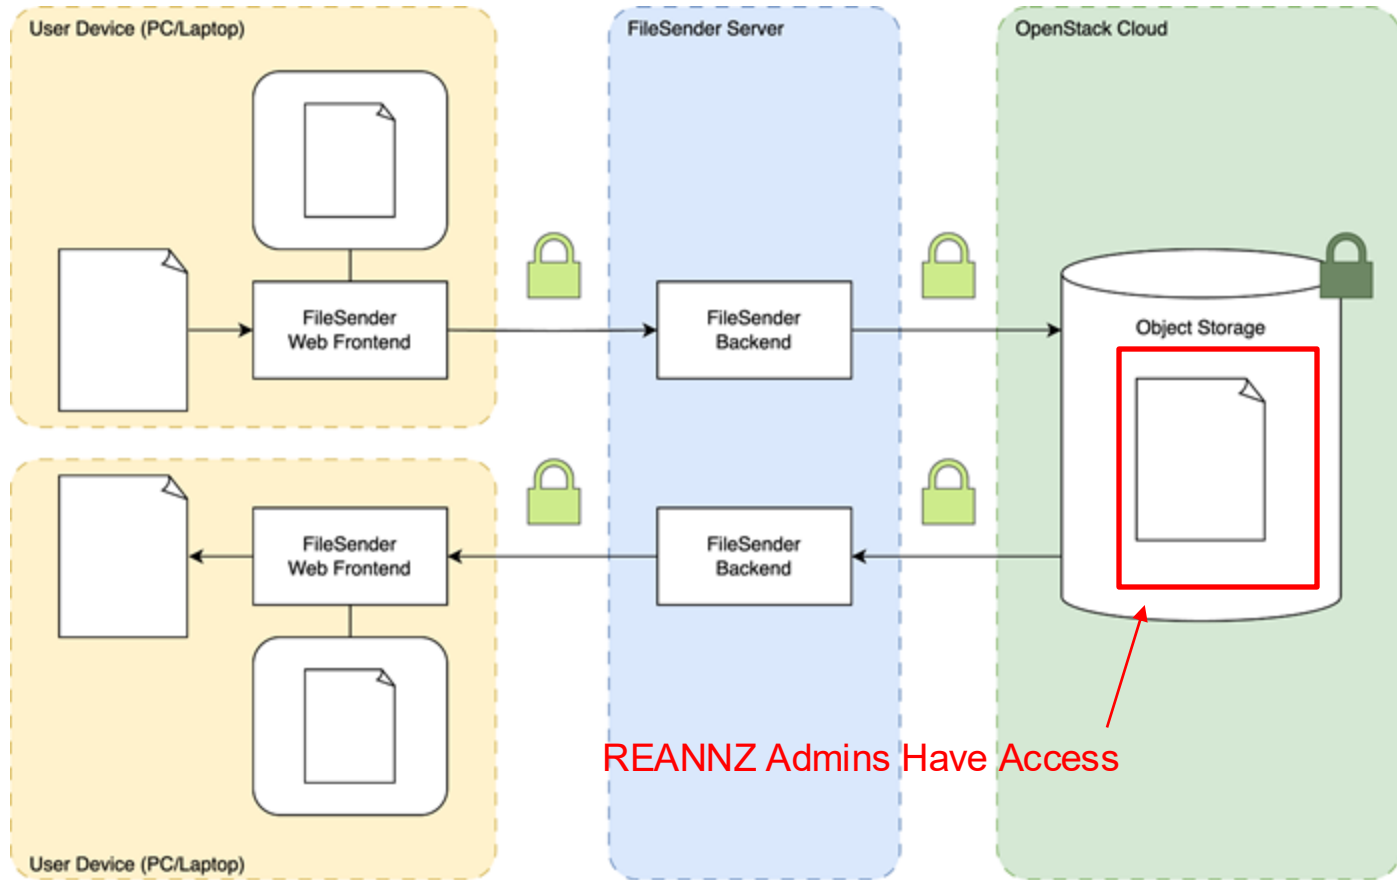 User Device (PC/Laptop)
FileSender Server
OpenStack Cloud
FileSender
Web Frontend
FileSender
Backend
Object Storage
FileSender
Web Frontend
FileSender
Backend
REANNZ Admins Have Access
User Device (PC/Laptop)